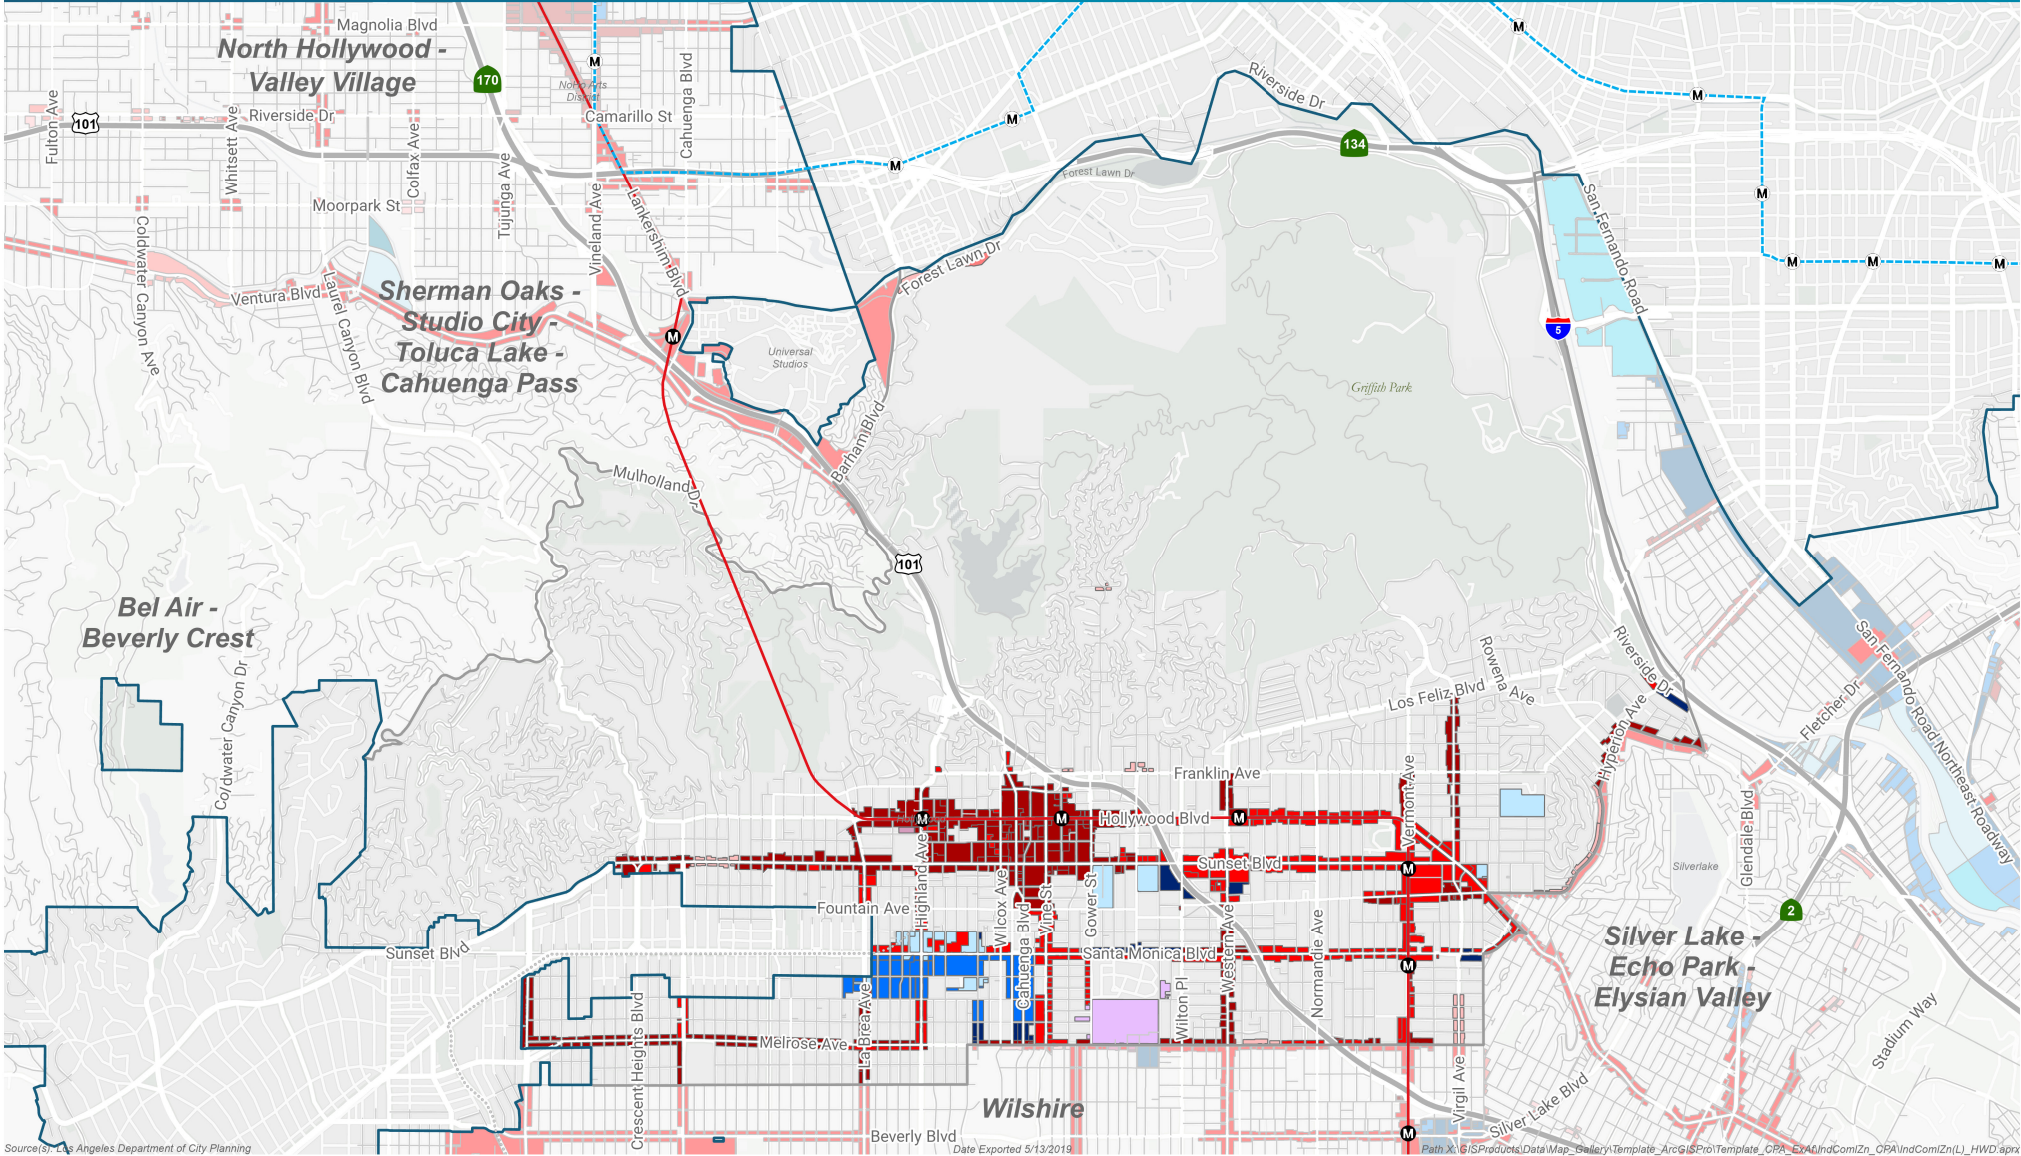 Magnolia Blvd
North Hollywood -
Valley Village
170
M
NoHo Arts
District
Cahuenga Blvd
Fulton Ave
101
Whitsett Ave
Riverside Dr
Colfax Ave
Camarillo St
Tujunga Ave
Vineland Ave
Moorpark St
Lankershim Blvd
Coldwater Canyon Ave
Ventura Blvd
Laurel Canyon Blvd
Sherman Oaks -
Studio City -
Toluca Lake -
Cahuenga Pass
M
Universal
Studios
Barham Blvd
Forest Lawn Dr
Forest Lawn Dr
M
M
Riverside Dr
134
M
M
M
M
M
M
San Fernando Road
5
Griffith Park
Mulholland Dr
101
Bel Air -
Beverly Crest
Coldwater Canyon Dr
Riverside Dr
Rowena Ave
Los Feliz Blvd
Hyperion Ave
San Fernando Road Northeast Roadway
Fletcher Dr
Glendale Blvd
Franklin Ave
Vermont Ave
M
M
Hollywood Blvd
M
Sunset Blvd
M
Silverlake
Highland Ave
Wilcox Ave
Cahuenga Blvd
Vine St
Gower St
Fountain Ave
Western Ave
Normandie Ave
2
Silver Lake -
Echo Park -
Elysian Valley
Santa Monica Blvd
M
Wilton Pl
La Brea Ave
Melrose Ave
Crescent Heights Blvd
Stadium Way
Virgil Ave
Silver Lake Blvd
Wilshire
Beverly Blvd
M
Source(s): Los Angeles Department of City Planning
Date Exported 5/13/2019